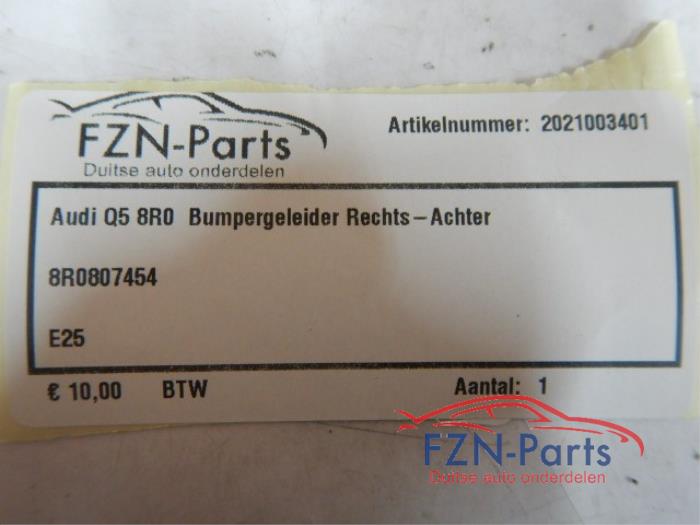 FZN-Parts
Duitse auto onderdelen
Artikelnummer: 2021003401
Audi Q5 8R0 Bumpergeleider Rechts-Achter
8R0807454
E25
€ 10,00 BTW Aantal: 1
FZN-Parts
Duitse auto onderdelen